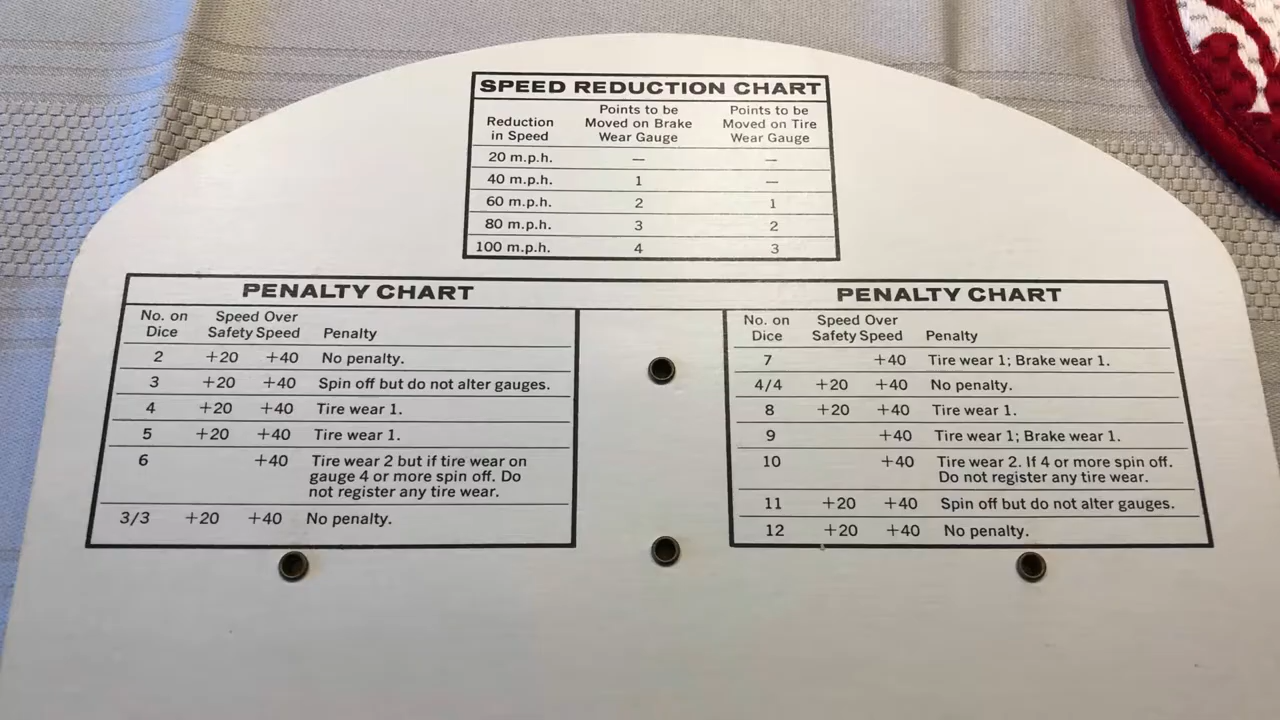 SPEED REDUCTION CHART
Reduction in Speed | Points to be Moved on Brake Wear Gauge | Points to be Moved on Tire Wear Gauge
20 m.p.h. — —
40 m.p.h. 1 —
60 m.p.h. 2 1
80 m.p.h. 3 2
100 m.p.h. 4 3
PENALTY CHART
No. on Dice | Speed Over Safety Speed | Penalty
2 +20 +40 No penalty.
3 +20 +40 Spin off but do not alter gauges.
4 +20 +40 Tire wear 1.
5 +20 +40 Tire wear 1.
6 +40 Tire wear 2 but if tire wear on
gauge 4 or more spin off. Do
not register any tire wear.
3/3 +20 +40 No penalty.
PENALTY CHART
No. on Dice | Speed Over Safety Speed | Penalty
7 +40 Tire wear 1; Brake wear 1.
4/4 +20 +40 No penalty.
8 +20 +40 Tire wear 1.
9 +40 Tire wear 1; Brake wear 1.
10 +40 Tire wear 2. If 4 or more spin off.
Do not register any tire wear.
11 +20 +40 Spin off but do not alter gauges.
12 +20 +40 No penalty.